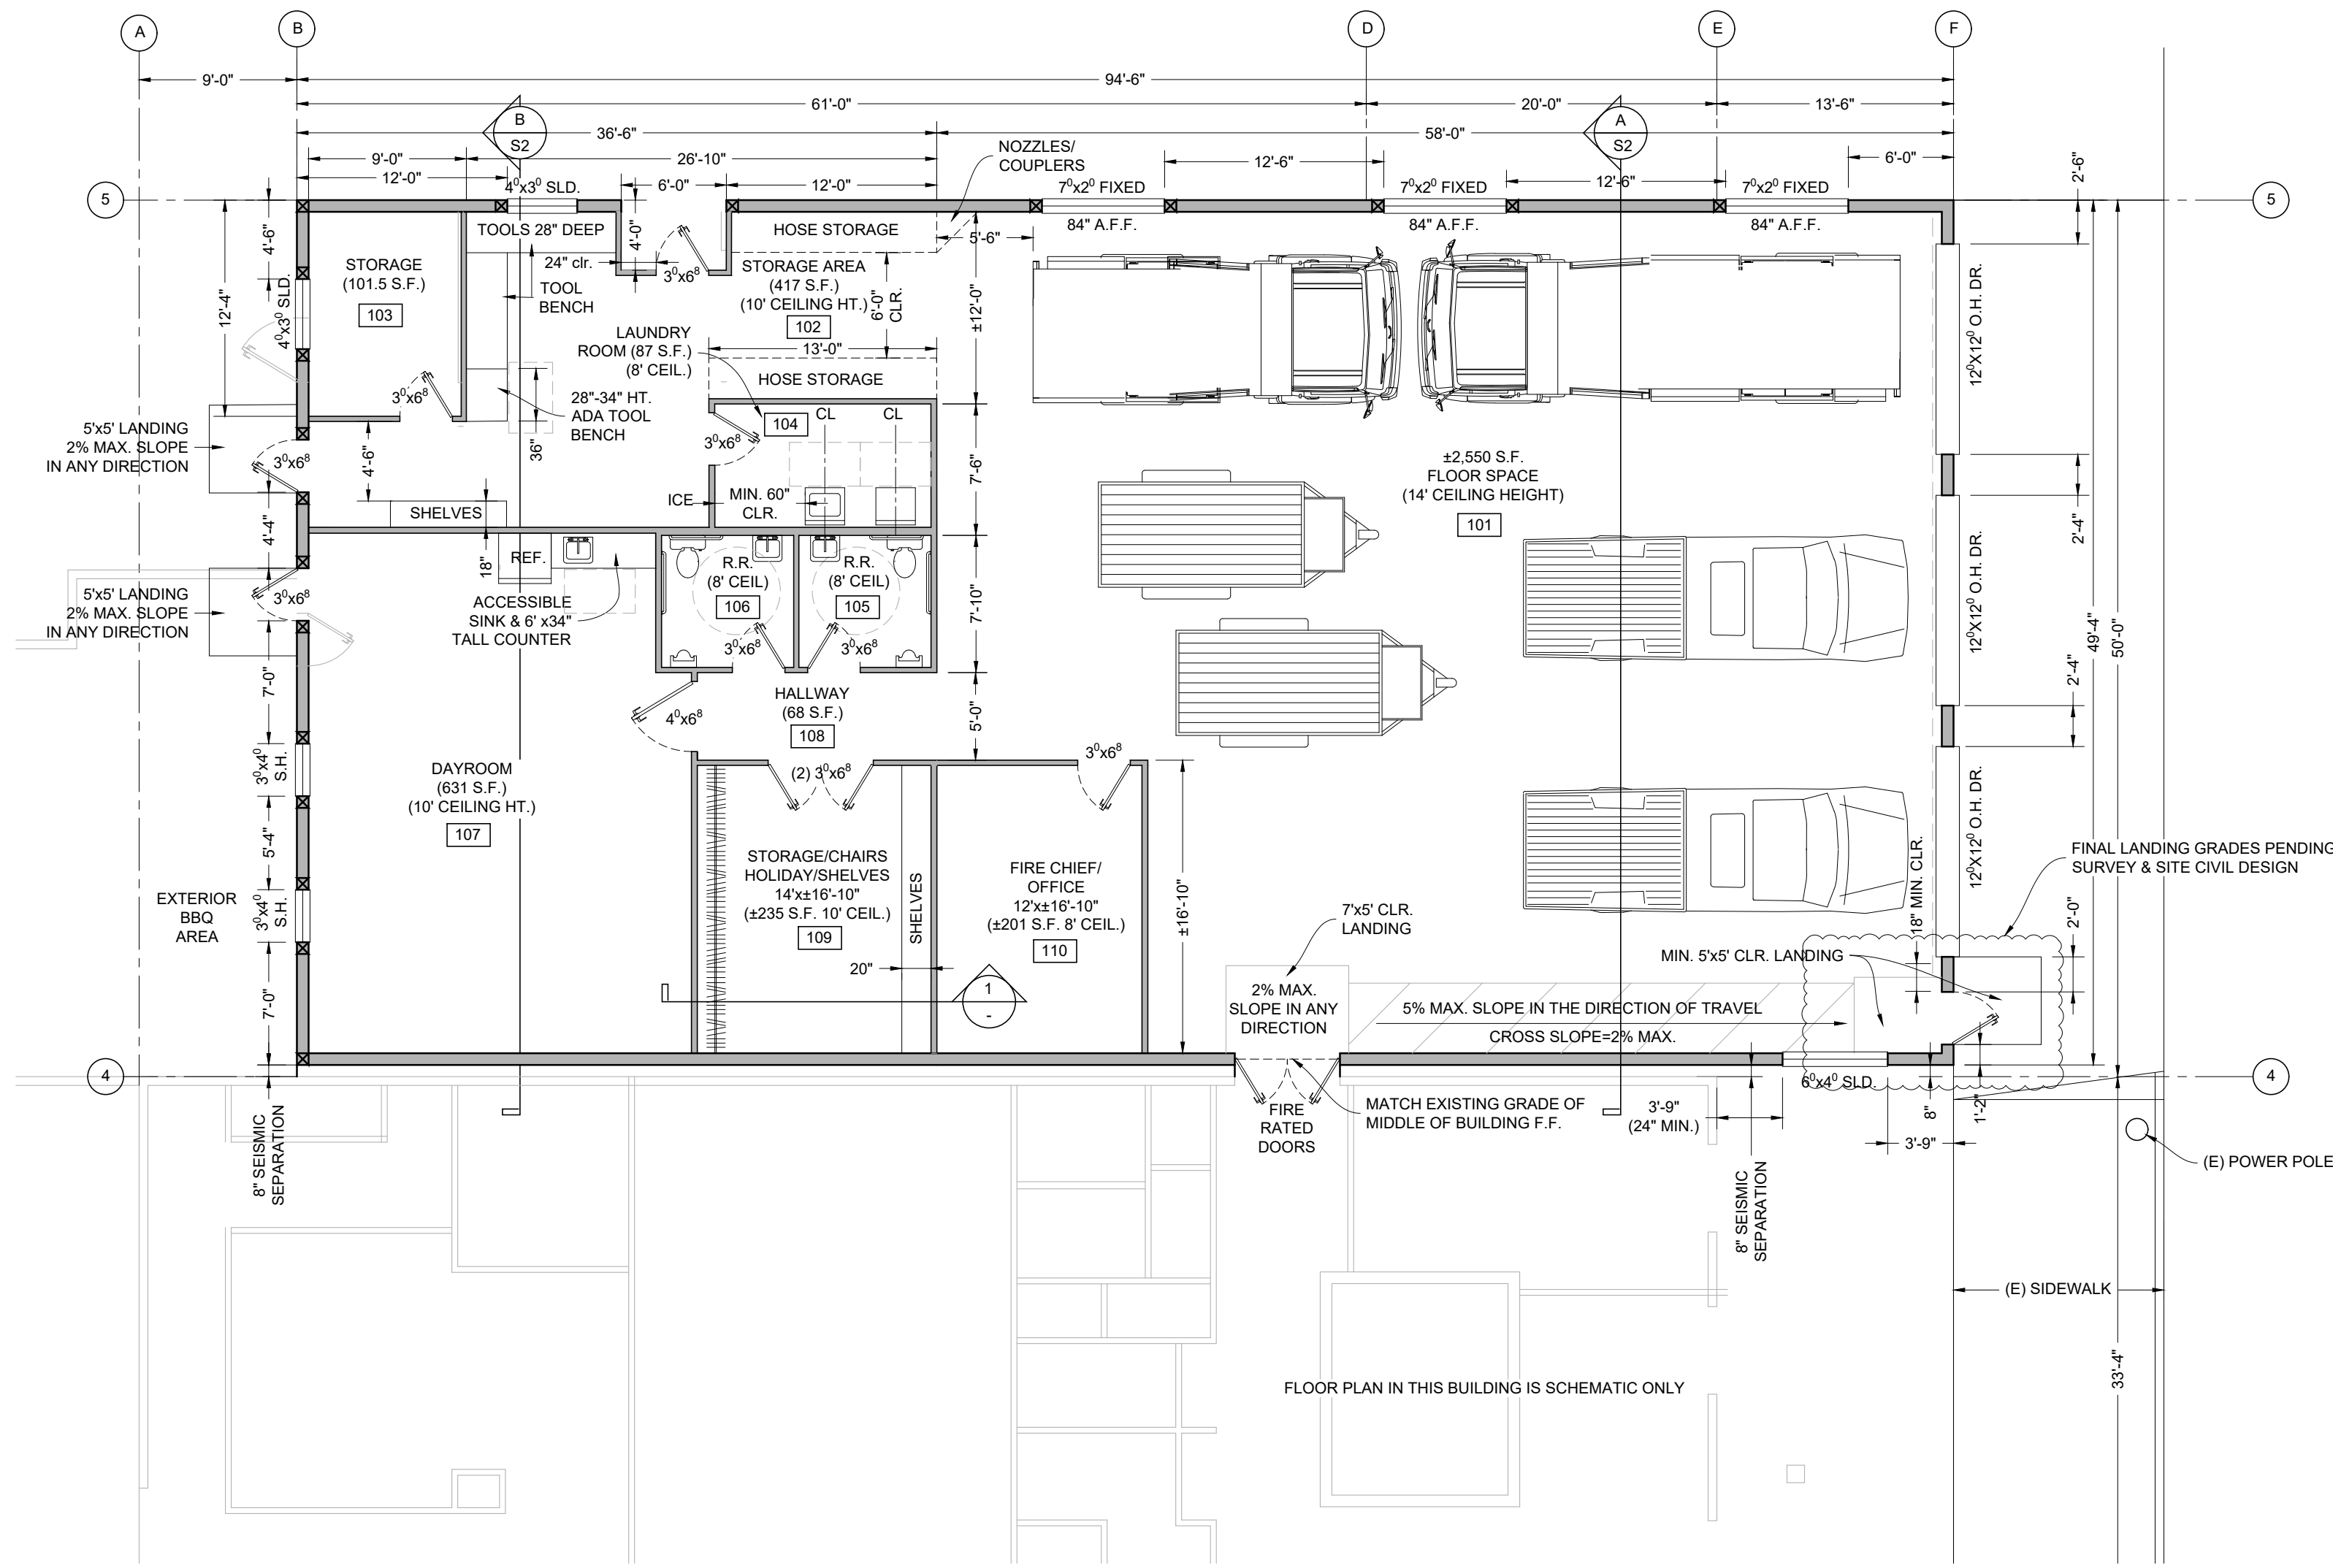 A
B
D
E
F
9'-0"
94'-6"
61'-0"
20'-0"
13'-6"
B
S2
36'-6"
58'-0"
A
S2
NOZZLES/
COUPLERS
9'-0"
26'-10"
12'-6"
6'-0"
12'-0"
6'-0"
12'-0"
12'-6"
2'-6"
4⁰x3⁰ SLD.
7⁰x2⁰ FIXED
7⁰x2⁰ FIXED
7⁰x2⁰ FIXED
5
5
84" A.F.F.
84" A.F.F.
84" A.F.F.
TOOLS 28" DEEP
4'-0"
HOSE STORAGE
5'-6"
4'-6"
24" clr.
3⁰x6⁸
STORAGE
(101.5 S.F.)
103
STORAGE AREA
(417 S.F.)
(10' CEILING HT.)
102
6'-0"
CLR.
±12'-0"
12'-4"
4⁰x3⁰ SLD.
TOOL
BENCH
LAUNDRY
ROOM (87 S.F.)
(8' CEIL.)
13'-0"
HOSE STORAGE
12⁰X12⁰ O.H. DR.
3⁰x6⁸
28"-34" HT.
ADA TOOL
BENCH
36"
CL
CL
104
3⁰x6⁸
5'x5' LANDING
2% MAX. SLOPE
IN ANY DIRECTION
3⁰x6⁸
4'-6"
7'-6"
±2,550 S.F.
FLOOR SPACE
(14' CEILING HEIGHT)
101
2'-4"
ICE
MIN. 60"
CLR.
SHELVES
4'-4"
18"
REF.
R.R.
(8' CEIL)
106
R.R.
(8' CEIL)
105
7'-10"
12⁰X12⁰ O.H. DR.
49'-4"
50'-0"
5'x5' LANDING
2% MAX. SLOPE
IN ANY DIRECTION
3⁰x6⁸
ACCESSIBLE
SINK & 6' x34"
TALL COUNTER
3⁰x6⁸
3⁰x6⁸
7'-0"
HALLWAY
(68 S.F.)
108
4⁰x6⁸
5'-0"
2'-4"
3⁰x4⁰
S.H.
DAYROOM
(631 S.F.)
(10' CEILING HT.)
107
(2) 3⁰x6⁸
3⁰x6⁸
12⁰X12⁰ O.H. DR.
5'-4"
STORAGE/CHAIRS
HOLIDAY/SHELVES
14'x±16'-10"
(±235 S.F. 10' CEIL.)
109
SHELVES
FIRE CHIEF/
OFFICE
12'x±16'-10"
(±201 S.F. 8' CEIL.)
110
±16'-10"
18" MIN. CLR.
FINAL LANDING GRADES PENDING
SURVEY & SITE CIVIL DESIGN
EXTERIOR
BBQ
AREA
3⁰x4⁰
S.H.
7'x5' CLR.
LANDING
2'-0"
20"
MIN. 5'x5' CLR. LANDING
7'-0"
1
-
2% MAX.
SLOPE IN ANY
DIRECTION
5% MAX. SLOPE IN THE DIRECTION OF TRAVEL
CROSS SLOPE=2% MAX.
4
4
6⁰x4⁰ SLD.
8" SEISMIC
SEPARATION
FIRE
RATED
DOORS
MATCH EXISTING GRADE OF
MIDDLE OF BUILDING F.F.
3'-9"
(24" MIN.)
8"
1'-2"
3'-9"
(E) POWER POLE
8" SEISMIC
SEPARATION
(E) SIDEWALK
33'-4"
FLOOR PLAN IN THIS BUILDING IS SCHEMATIC ONLY